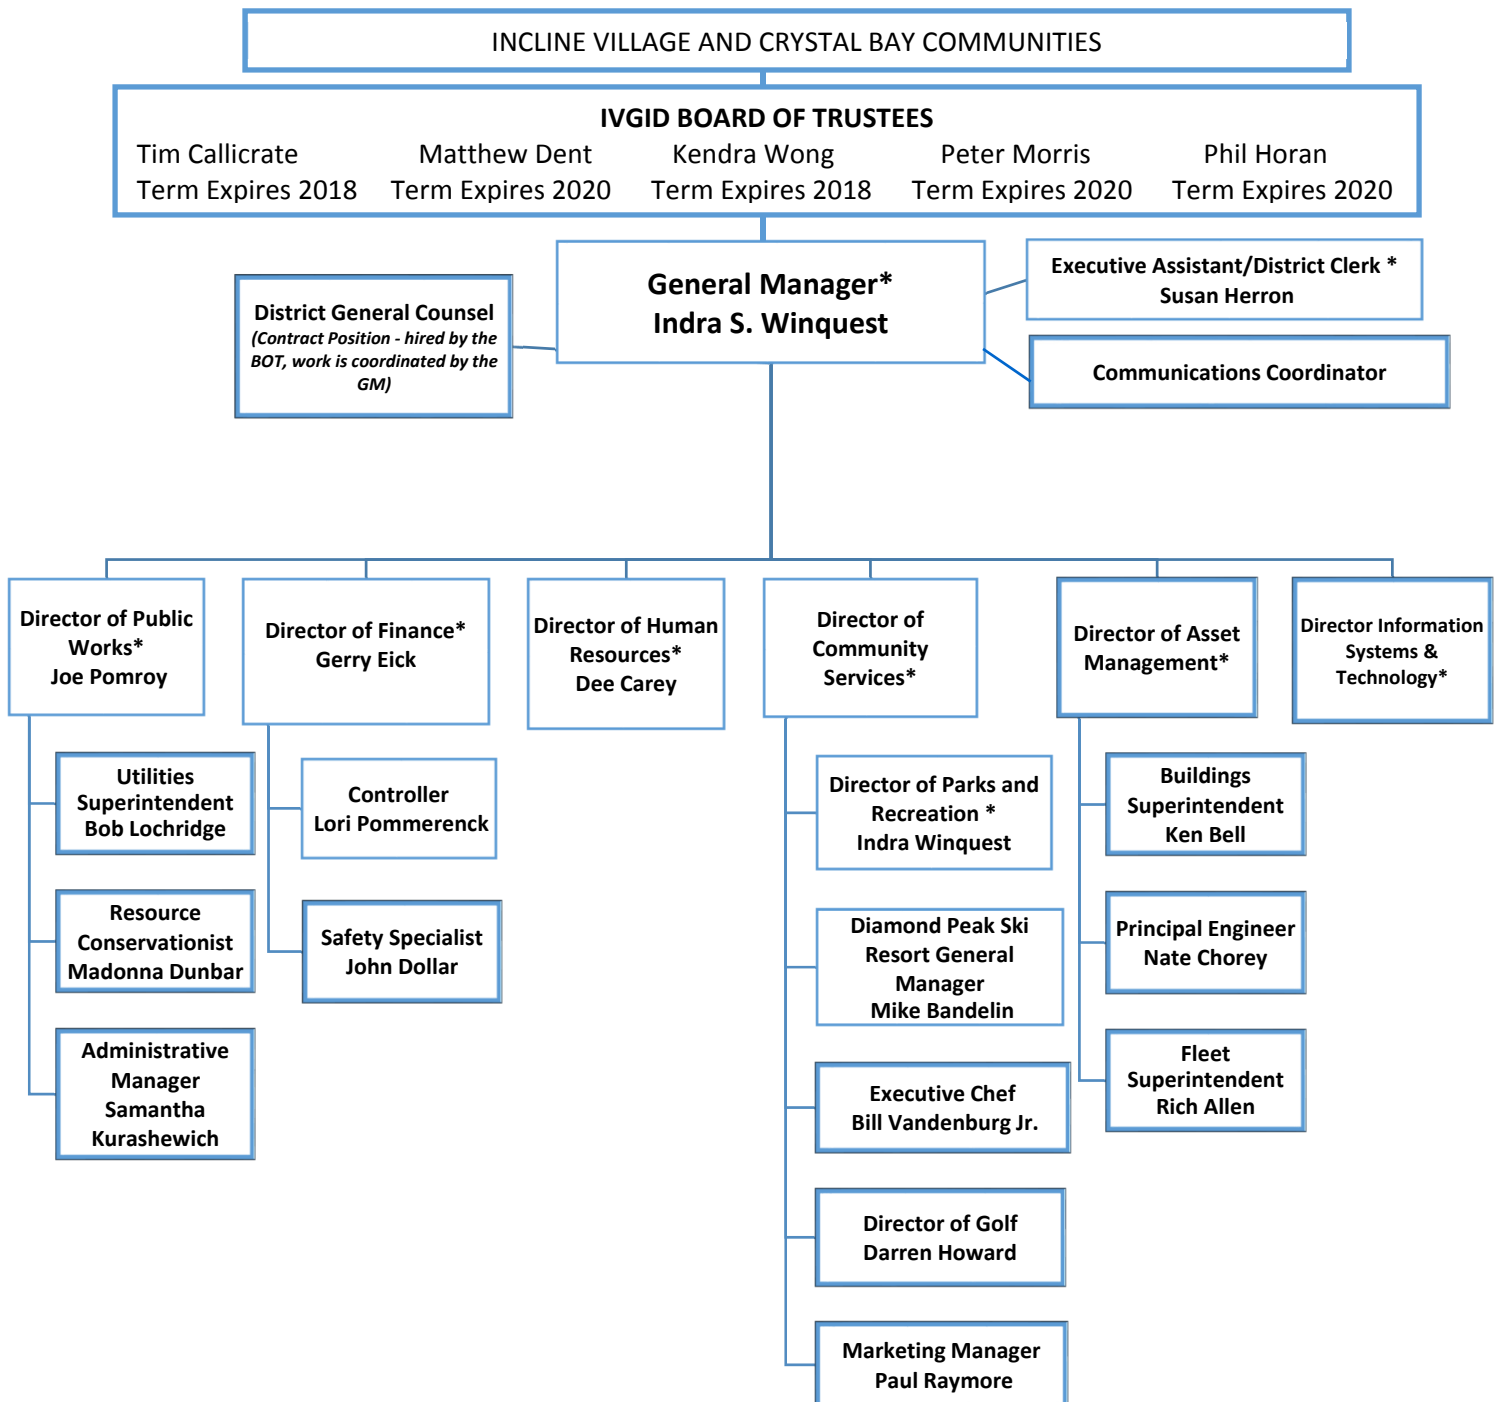 INCLINE VILLAGE AND CRYSTAL BAY COMMUNITIES
IVGID BOARD OF TRUSTEES
Tim Callicrate Matthew Dent Kendra Wong Peter Morris Phil Horan
Term Expires 2018 Term Expires 2020 Term Expires 2018 Term Expires 2020 Term Expires 2020
General Manager*
Indra S. Winquest
Executive Assistant/District Clerk *
Susan Herron
District General Counsel
(Contract Position - hired by the
BOT, work is coordinated by the
GM)
Communications Coordinator
Director of Public
Works*
Joe Pomroy
Director of Finance*
Gerry Eick
Director of Human
Resources*
Dee Carey
Director of
Community
Services*
Director of Asset
Management*
Director Information
Systems &
Technology*
Utilities
Superintendent
Bob Lochridge
Resource
Conservationist
Madonna Dunbar
Administrative
Manager
Samantha
Kurashewich
Controller
Lori Pommerenck
Safety Specialist
John Dollar
Director of Parks and
Recreation *
Indra Winquest
Diamond Peak Ski
Resort General
Manager
Mike Bandelin
Executive Chef
Bill Vandenburg Jr.
Director of Golf
Darren Howard
Marketing Manager
Paul Raymore
Buildings
Superintendent
Ken Bell
Principal Engineer
Nate Chorey
Fleet
Superintendent
Rich Allen